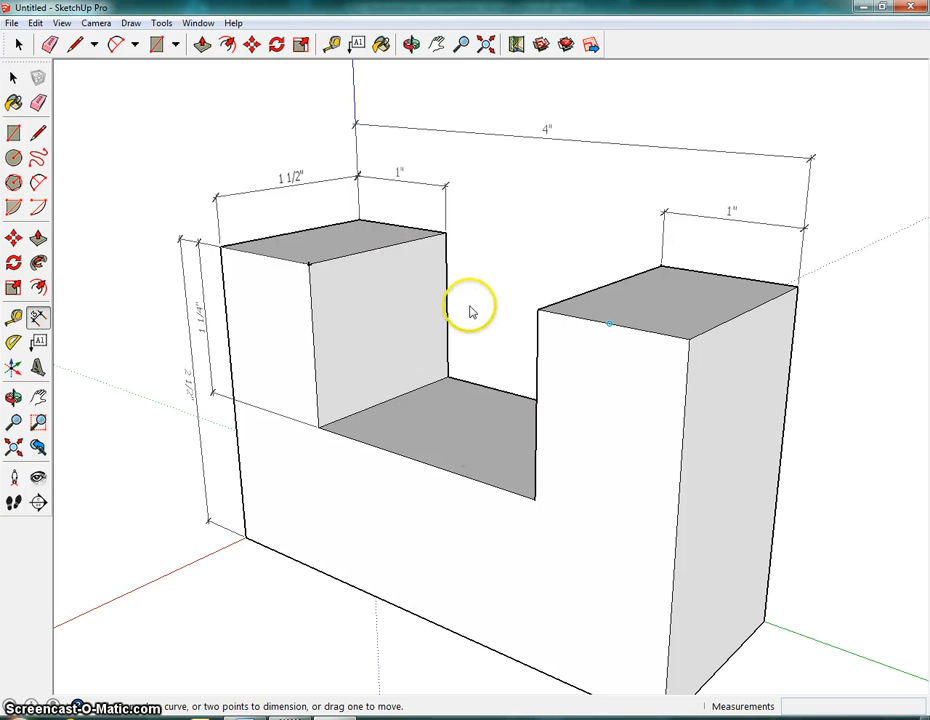 Untitled - SketchUp Pro
File Edit View Camera Draw Tools Window Help
A1
4"
1 1/2"
1"
1"
1 1/4"
2 1/2"
A1
curve, or two points to dimension, or drag one to move.
Measurements
Screencast-O-Matic.com